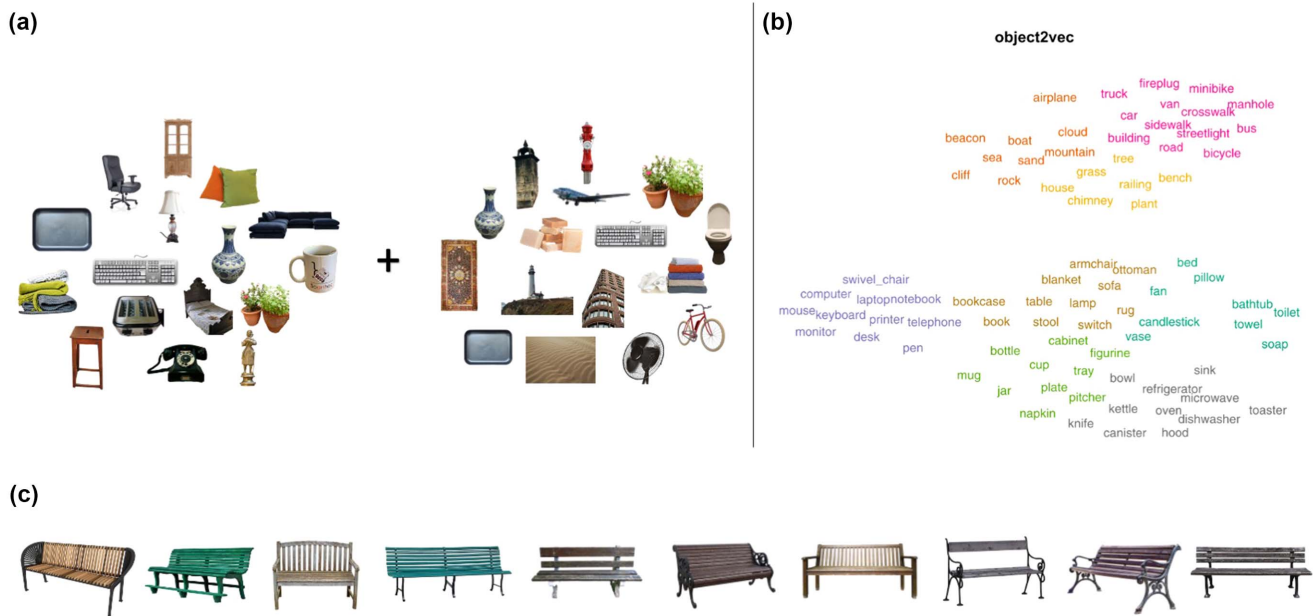 (a)
+
(b)
object2vec
fireplug
minibike
airplane
truck
van
manhole
car
crosswalk
sidewalk
bus
beacon
boat
cloud
building
streetlight
sea
sand
mountain
road
bicycle
cliff
rock
tree
grass
bench
house
railing
chimney
plant
armchair
ottoman
bed
swivel_chair
blanket
sofa
pillow
computer
laptop
notebook
bookcase
table
lamp
fan
bathtub
toilet
mouse
keyboard
printer
telephone
book
stool
switch
rug
candlestick
towel
monitor
desk
pen
cabinet
vase
soap
bottle
figurine
mug
cup
tray
bowl
sink
jar
plate
pitcher
refrigerator
microwave
napkin
kettle
oven
dishwasher
toaster
knife
canister
hood
(c)